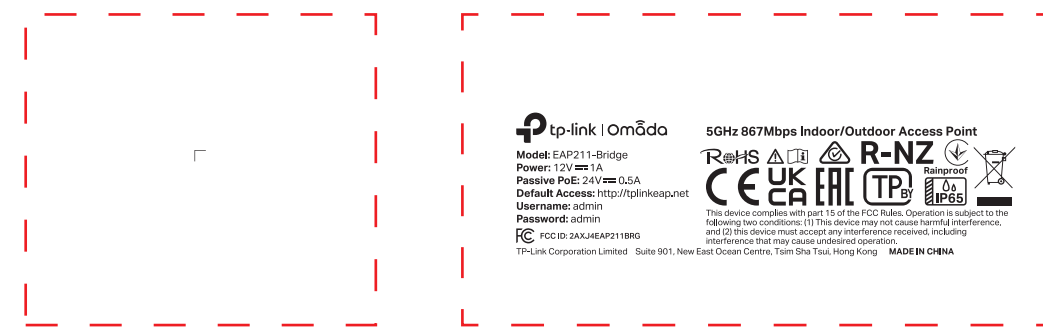 tp-link | Omada
5GHz 867Mbps Indoor/Outdoor Access Point
Model: EAP211-Bridge
Power: 12V⎓1A
Passive PoE: 24V⎓0.5A
Default Access: http://tplinkeap.net
Username: admin
Password: admin
FC FCC ID: 2AXJ4EAP211BRG
RoHS R-NZ
CE UK CA EAC TP BY Rainproof IP65
This device complies with part 15 of the FCC Rules. Operation is subject to the
following two conditions: (1) This device may not cause harmful interference,
and (2) this device must accept any interference received, including
interference that may cause undesired operation.
TP-Link Corporation Limited Suite 901, New East Ocean Centre, Tsim Sha Tsui, Hong Kong MADE IN CHINA